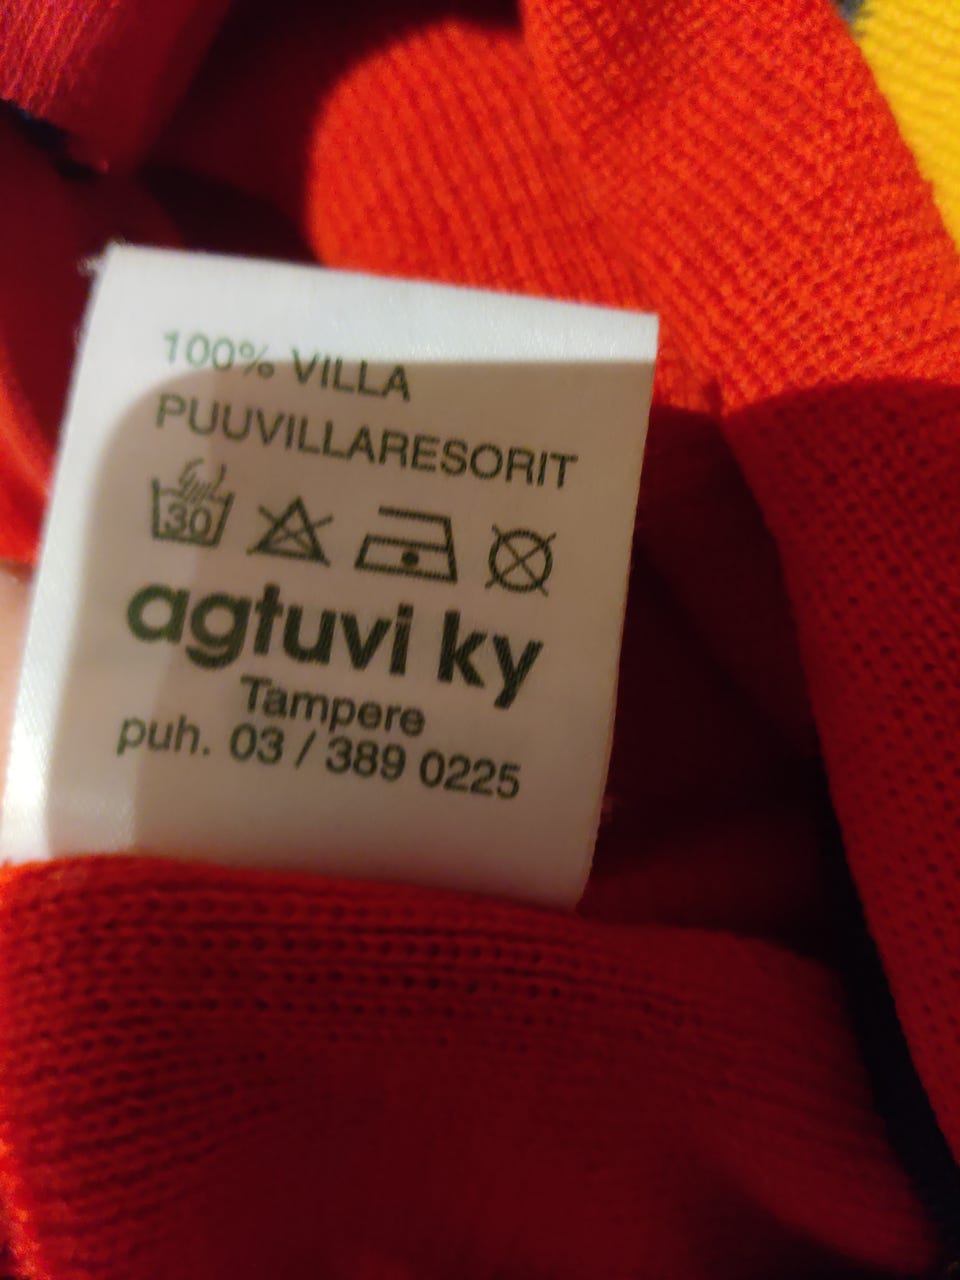 100% VILLA
PUUVILLARESORIT
30
agtuvi ky
Tampere
puh. 03 / 389 0225